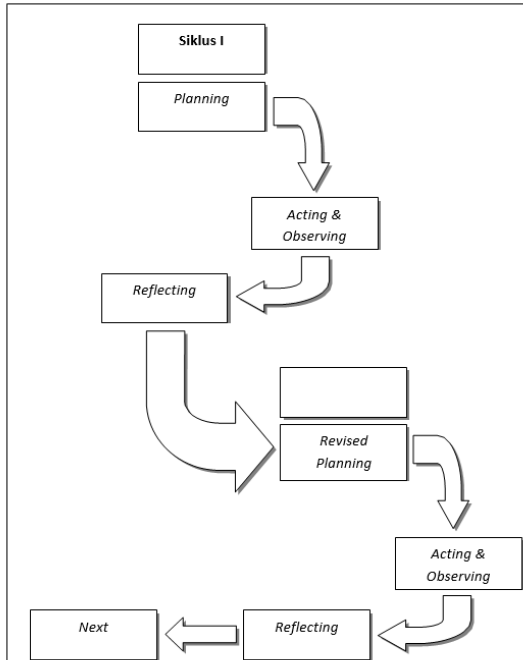 Siklus I
Planning
Acting &
Observing
Reflecting
Revised
Planning
Acting &
Observing
Reflecting
Next